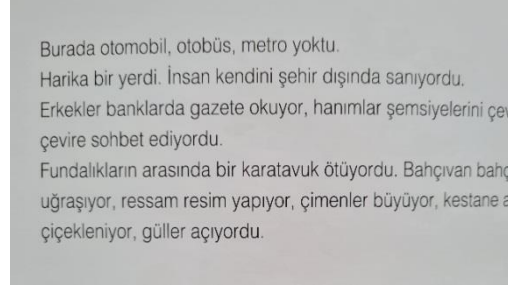 Burada otomobil, otobüs, metro yoktu.
Harika bir yerdi. İnsan kendini şehir dışında sanıyordu.
Erkekler banklarda gazete okuyor, hanımlar şemsiyelerini
çevire sohbet ediyordu.
Fundalıkların arasında bir karatavuk ötüyordu. Bahçıvan
uğraşıyor, ressam resim yapıyor, çimenler büyüyor, kestane
çiçekleniyor, güller açıyordu.